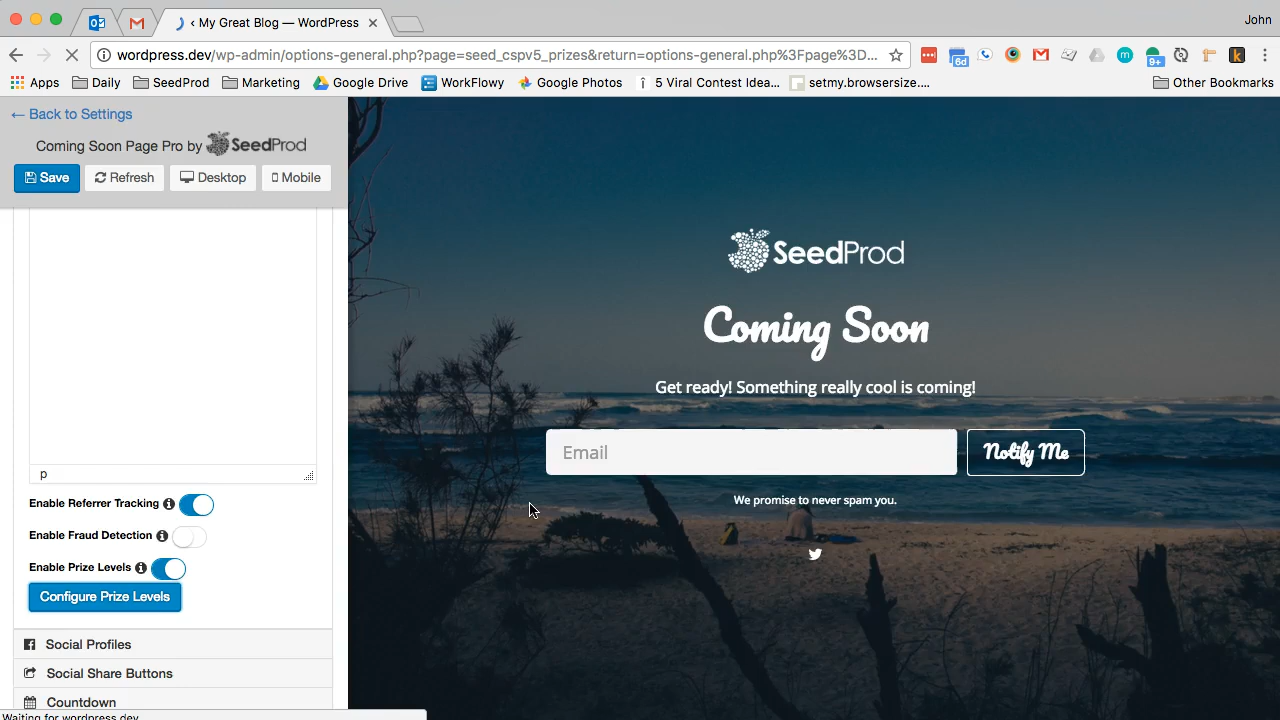 ‹ My Great Blog — WordPress
John
wordpress.dev/wp-admin/options-general.php?page=seed_cspv5_prizes&return=options-general.php%3Fpage%3D...
6d
9+
k
Apps
Daily
SeedProd
Marketing
Google Drive
WorkFlowy
Google Photos
5 Viral Contest Idea...
setmy.browsersize....
Other Bookmarks
← Back to Settings
Coming Soon Page Pro by SeedProd
Save
Refresh
Desktop
Mobile
p
Enable Referrer Tracking
Enable Fraud Detection
Enable Prize Levels
Configure Prize Levels
Social Profiles
Social Share Buttons
Countdown
Waiting for wordpress.dev
SeedProd
Coming Soon
Get ready! Something really cool is coming!
Email
Notify Me
We promise to never spam you.